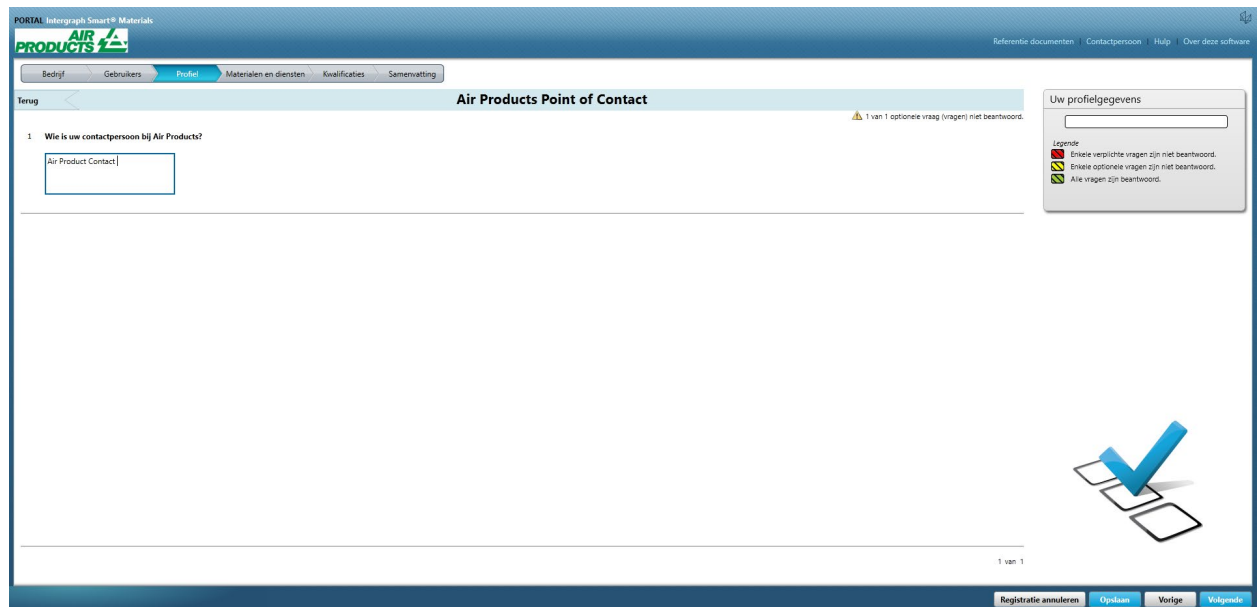 PORTAL Intergraph Smart® Materials
AIR PRODUCTS
Referentie documenten | Contactpersoon | Hulp | Over deze software
Bedrijf Gebruikers Profiel Materialen en diensten Kwalificaties Samenvatting
Terug
Air Products Point of Contact
1 van 1 optionele vraag (vragen) niet beantwoord.
1 Wie is uw contactpersoon bij Air Products?
Air Product Contact
Uw profielgegevens
Legende
Enkele verplichte vragen zijn niet beantwoord.
Enkele optionele vragen zijn niet beantwoord.
Alle vragen zijn beantwoord.
1 van 1
Registratie annuleren Opslaan Vorige Volgende